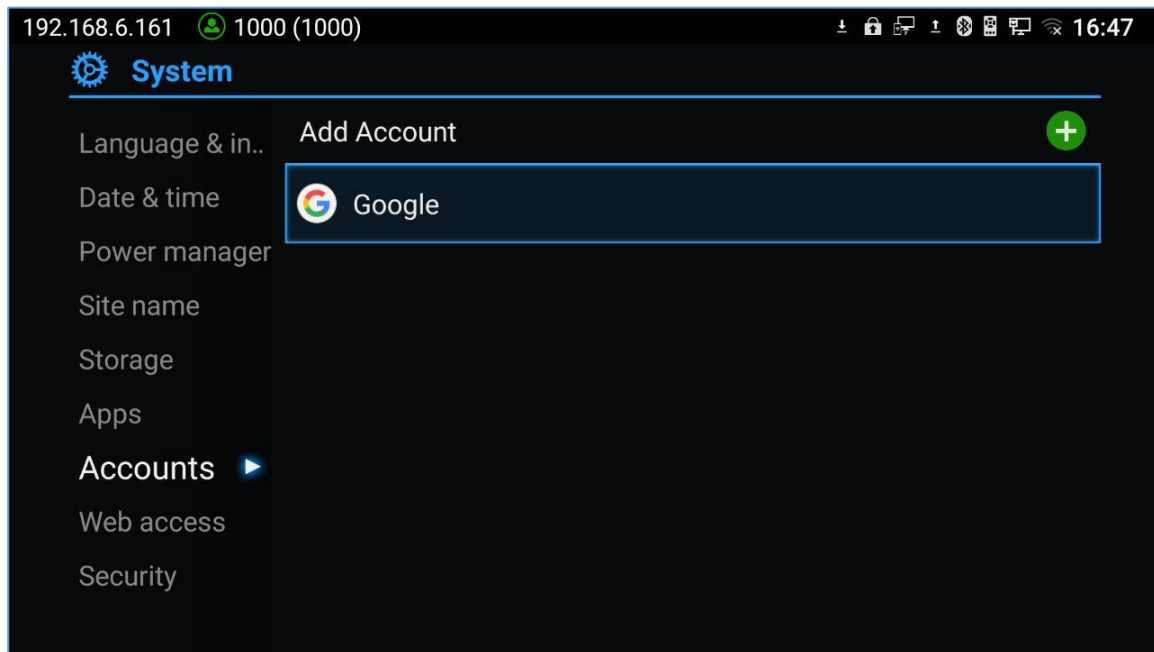 192.168.6.161 1000 (1000) 16:47
System
Language & in..
Date & time
Power manager
Site name
Storage
Apps
Accounts
Web access
Security
Add Account
Google